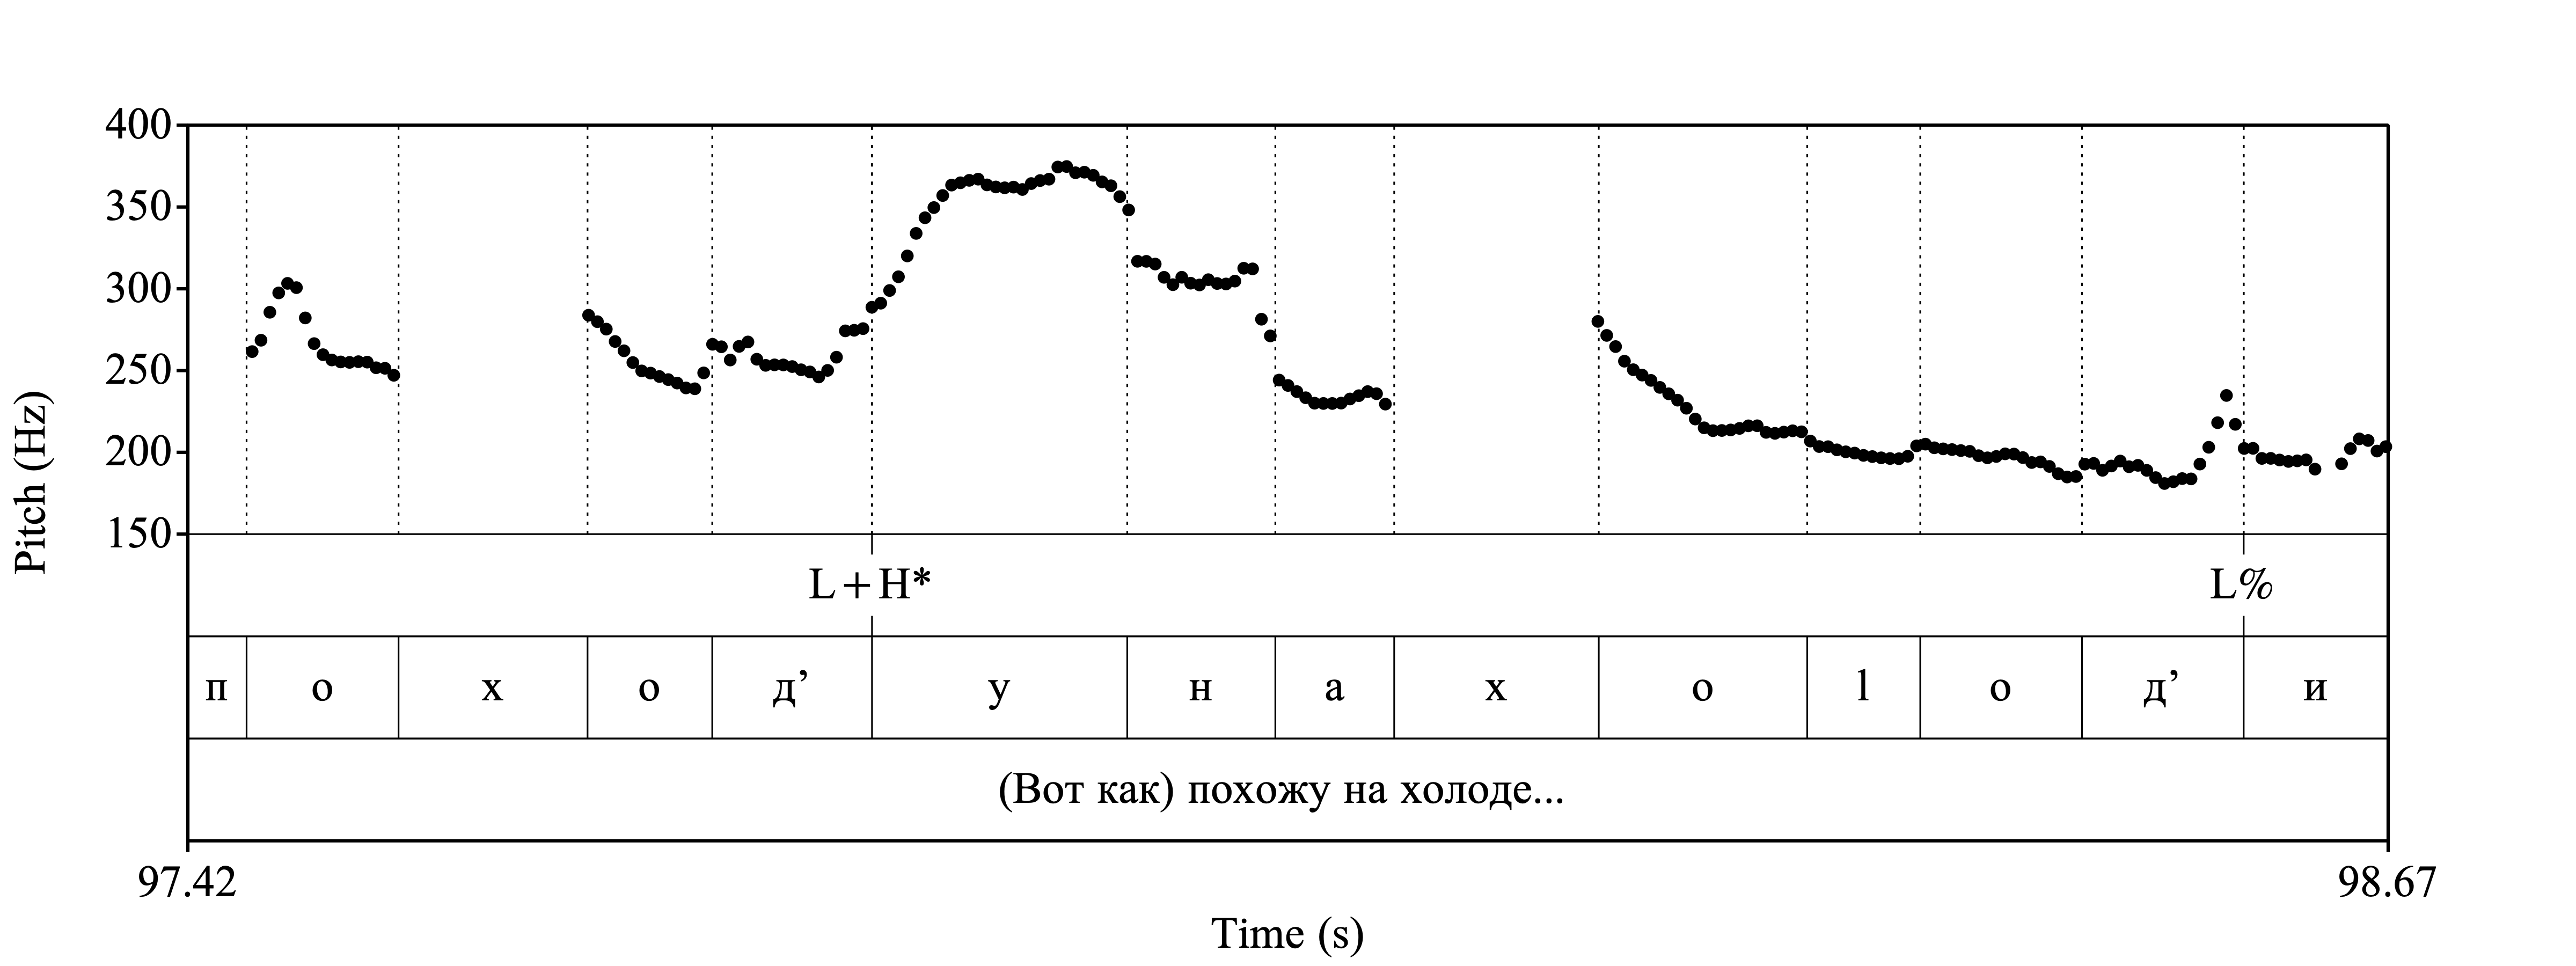 400
350
300
250
200
150
Pitch (Hz)
L+H* L%
п о х о д’ у н а х о l о д’ и
(Вот как) похожу на холоде...
97.42 98.67
Time (s)